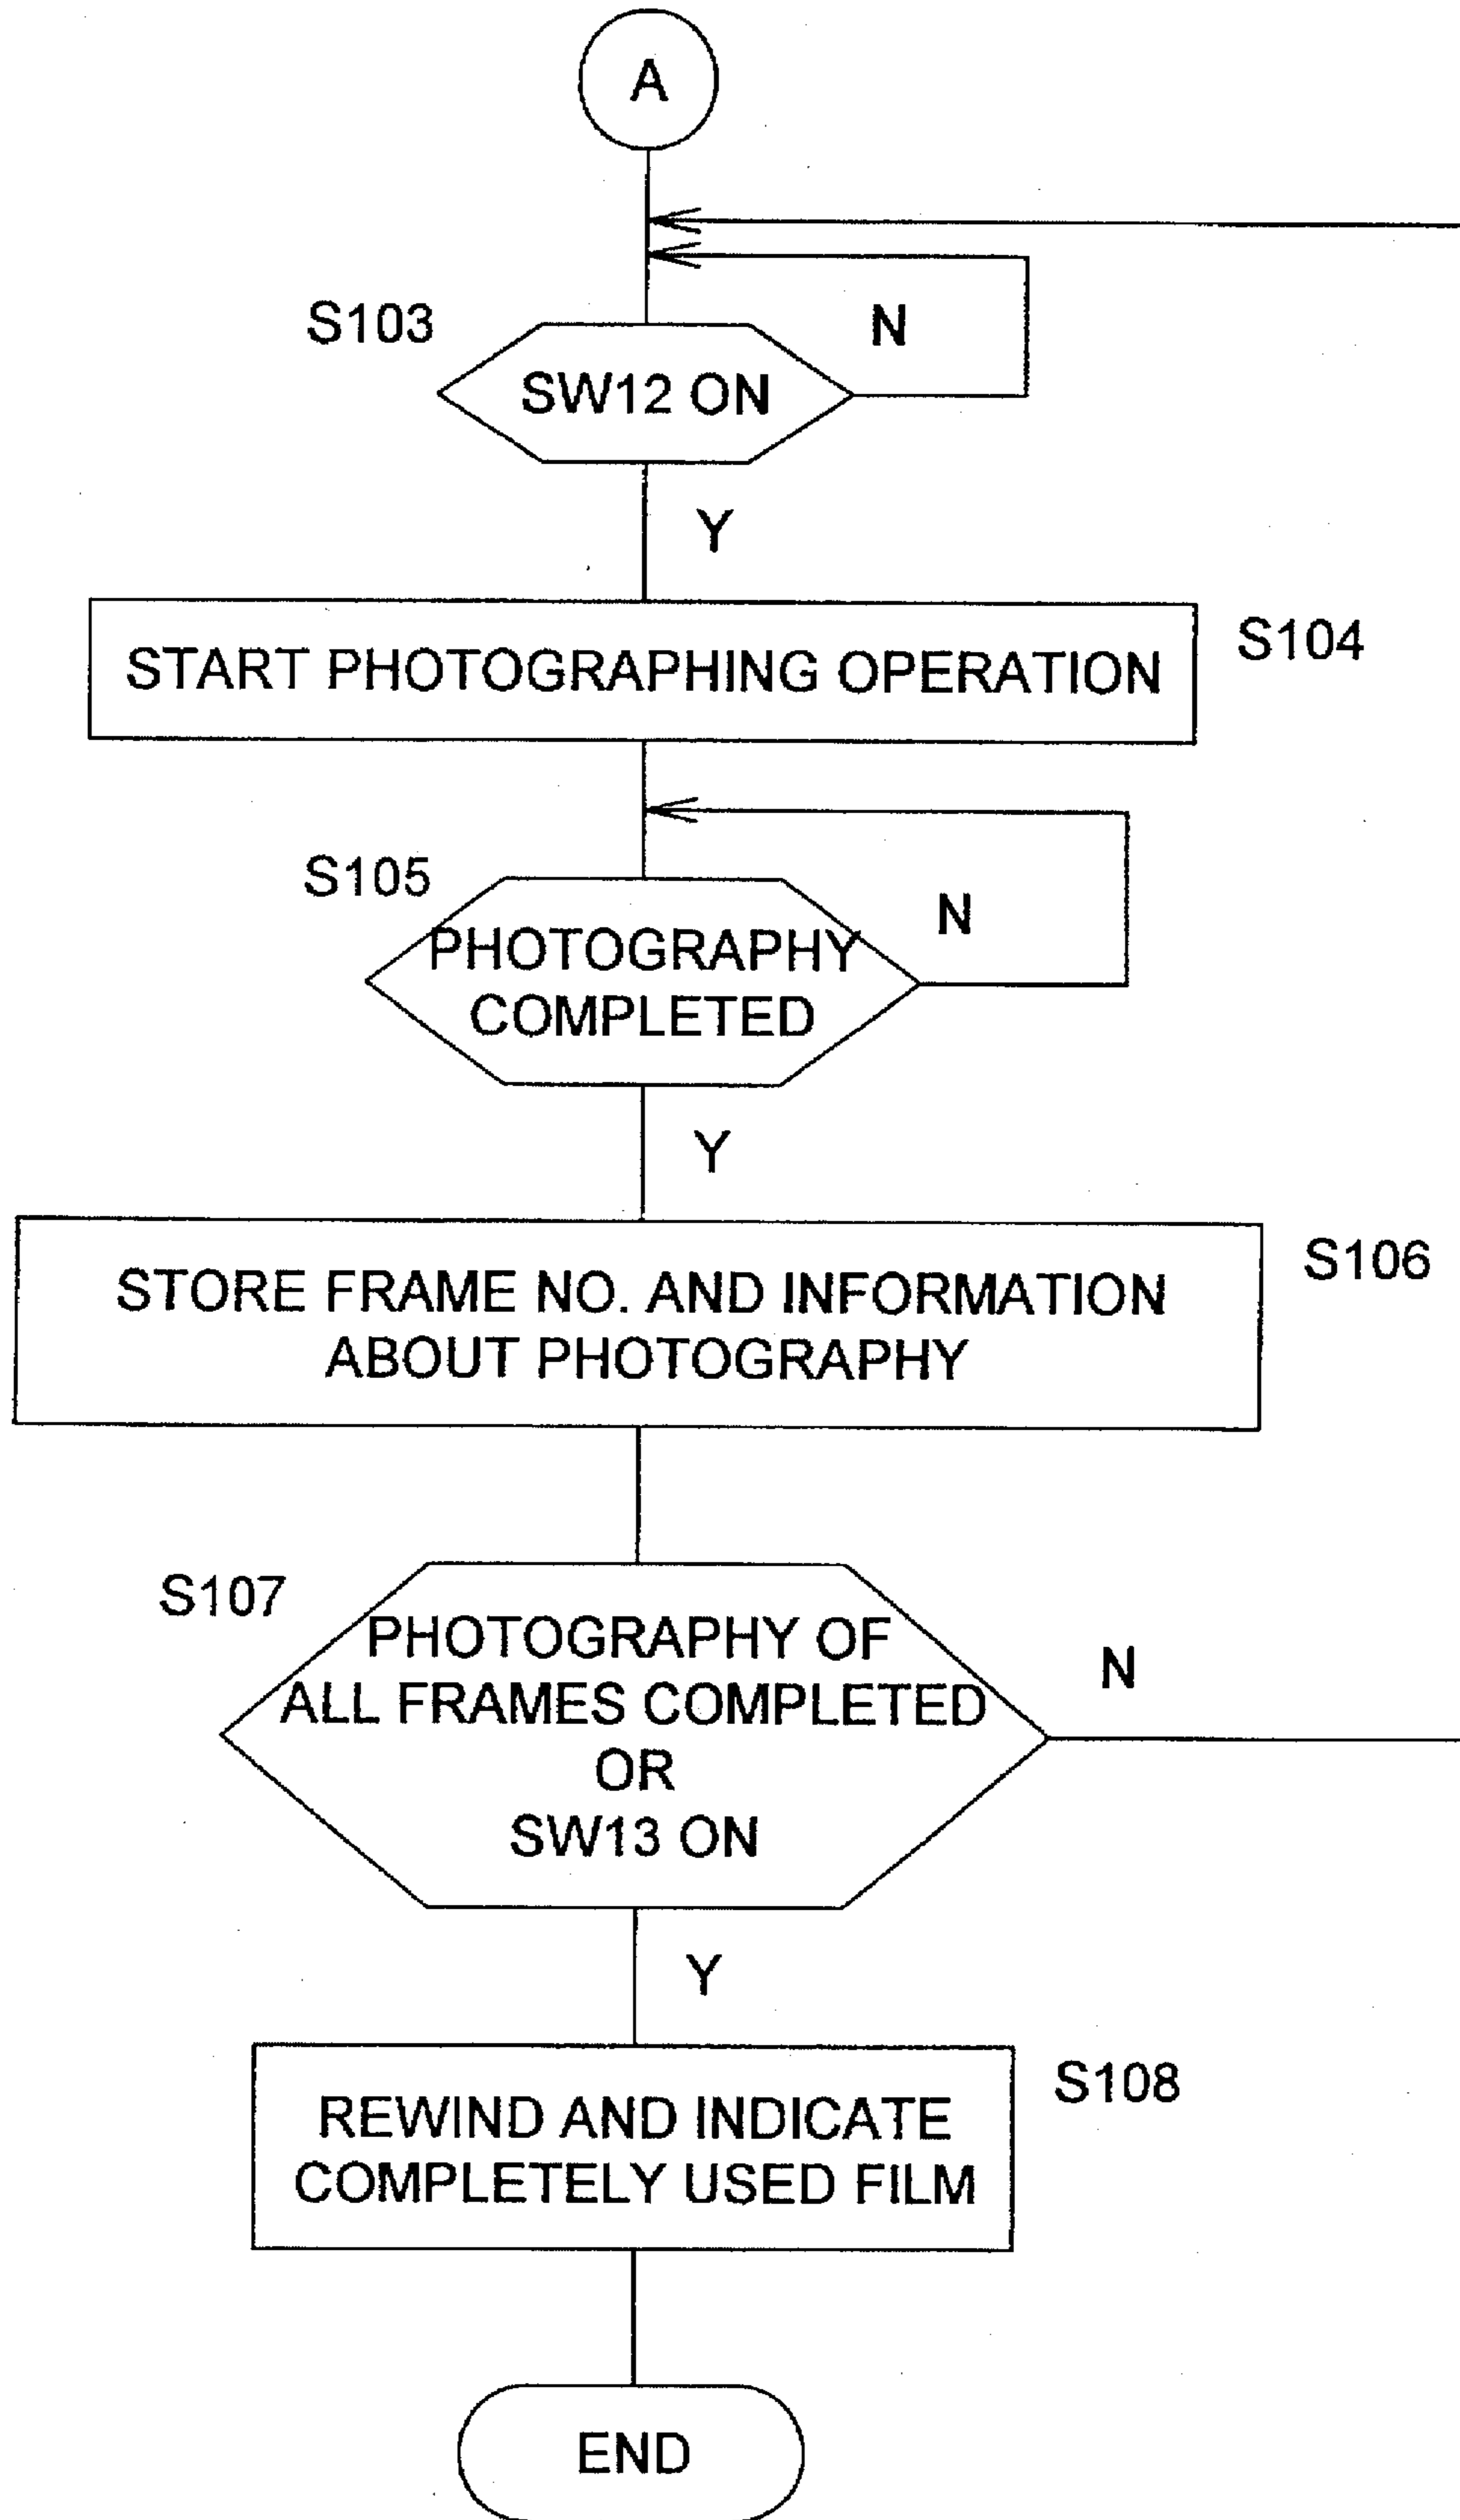 A
S103
SW12 ON
N
Y
START PHOTOGRAPHING OPERATION
S104
S105
PHOTOGRAPHY
COMPLETED
N
Y
STORE FRAME NO. AND INFORMATION
ABOUT PHOTOGRAPHY
S106
S107
PHOTOGRAPHY OF
ALL FRAMES COMPLETED
OR
SW13 ON
N
Y
REWIND AND INDICATE
COMPLETELY USED FILM
S108
END